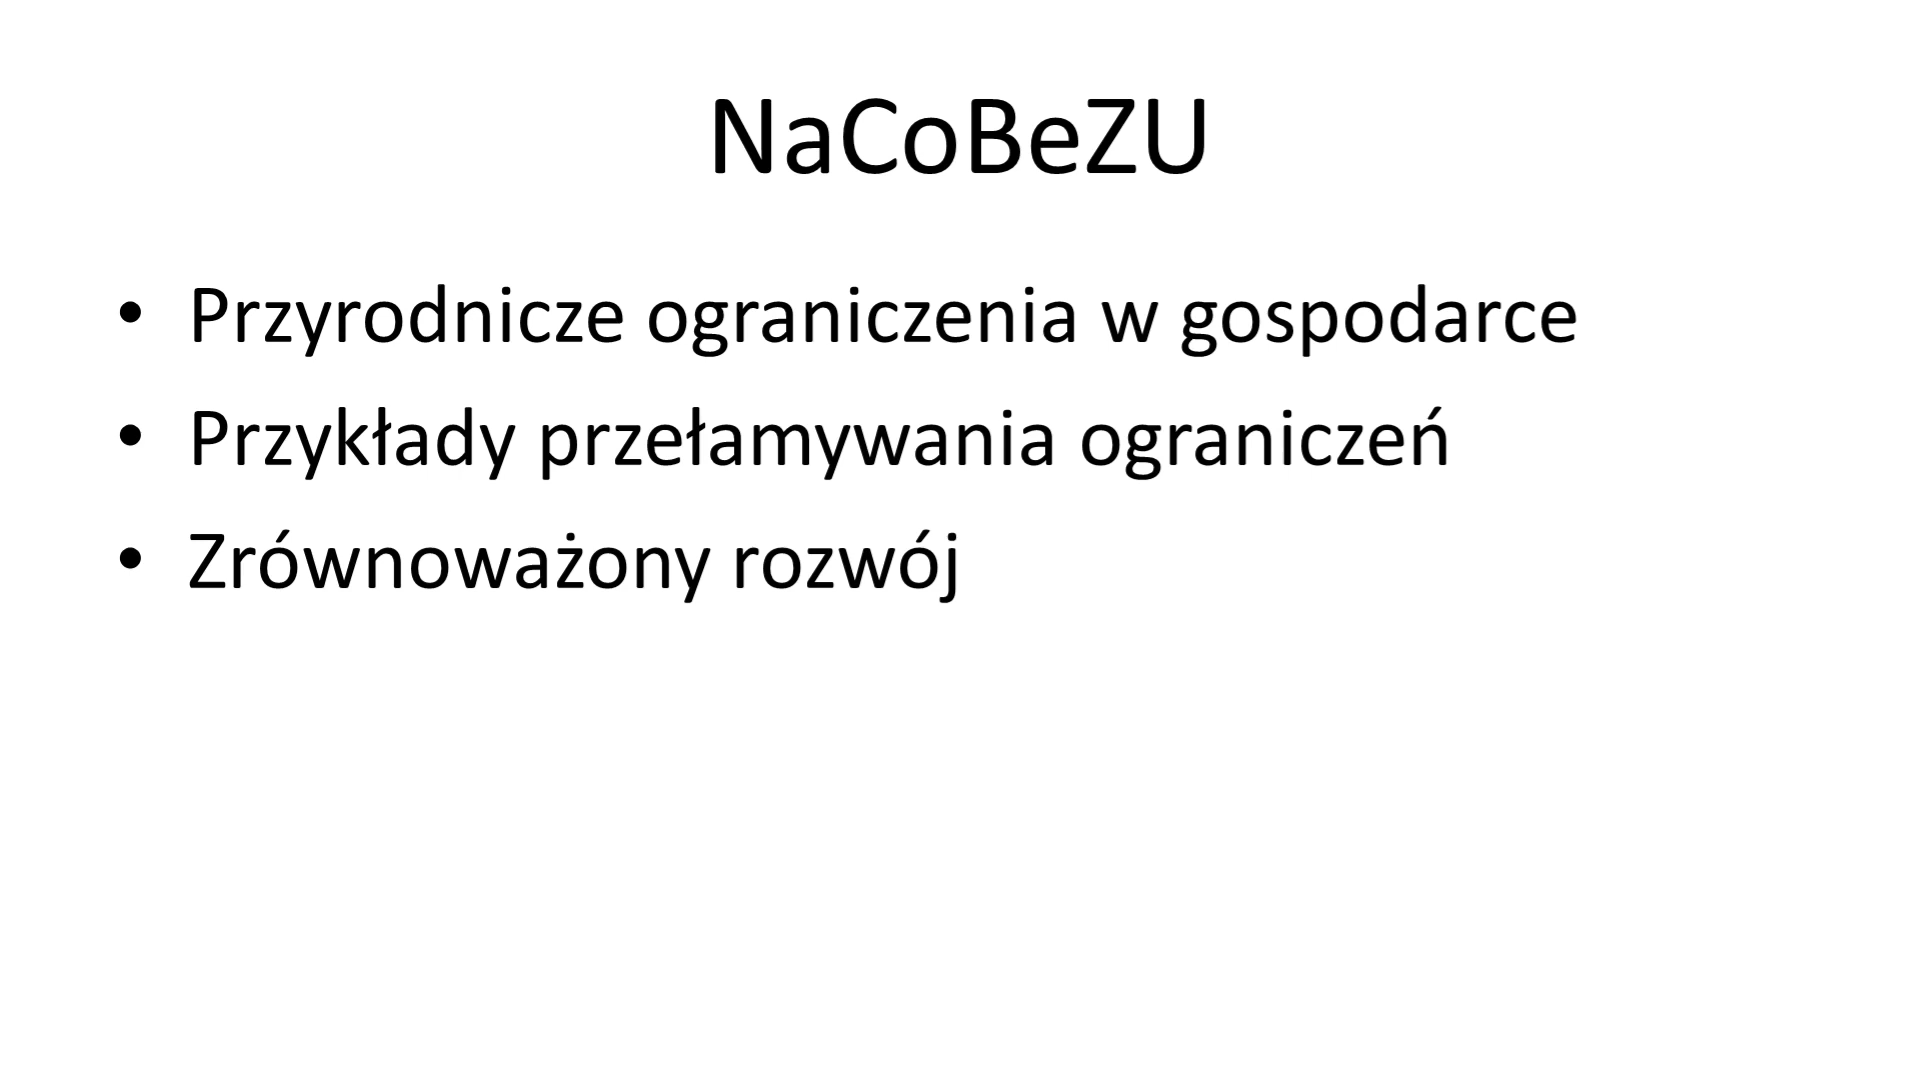 NaCoBeZU
• Przyrodnicze ograniczenia w gospodarce
• Przykłady przełamywania ograniczeń
• Zrównoważony rozwój